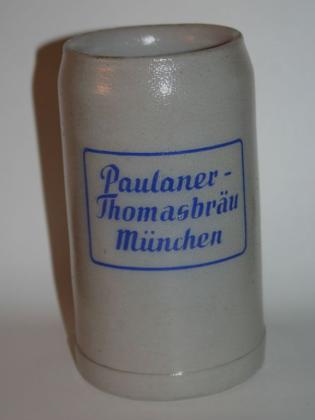 Paulaner -
Thomasbräu
München